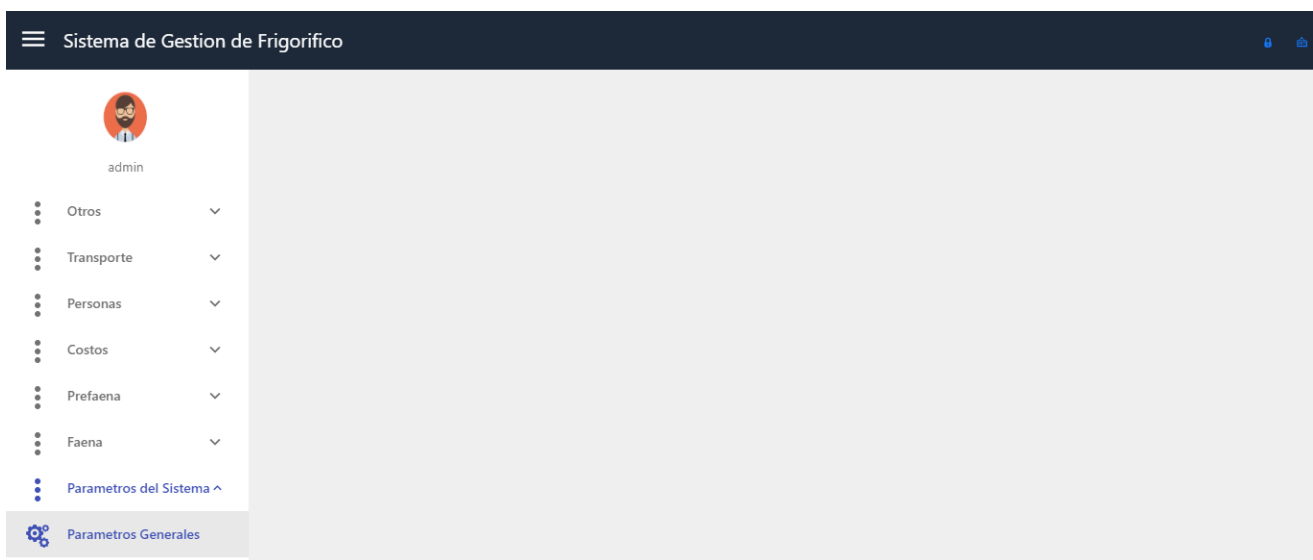 Sistema de Gestion de Frigorifico
admin
Otros
Transporte
Personas
Costos
Prefaena
Faena
Parametros del Sistema
Parametros Generales